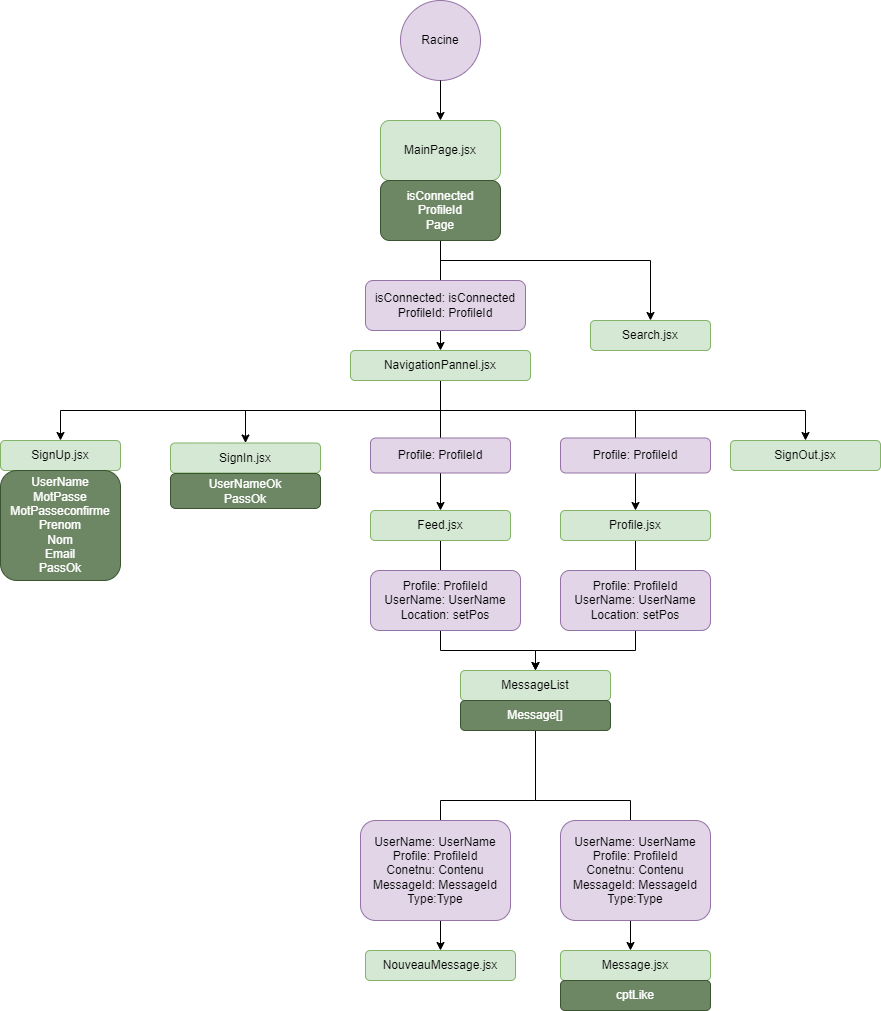 Racine
MainPage.jsx
isConnected
ProfileId
Page
isConnected: isConnected
ProfileId: ProfileId
Search.jsx
NavigationPannel.jsx
SignUp.jsx
UserName
MotPasse
MotPasseconfirme
Prenom
Nom
Email
PassOk
SignIn.jsx
UserNameOk
PassOk
Profile: ProfileId
Profile: ProfileId
SignOut.jsx
Feed.jsx
Profile.jsx
Profile: ProfileId
UserName: UserName
Location: setPos
Profile: ProfileId
UserName: UserName
Location: setPos
MessageList
Message[]
UserName: UserName
Profile: ProfileId
Conetnu: Contenu
MessageId: MessageId
Type:Type
UserName: UserName
Profile: ProfileId
Conetnu: Contenu
MessageId: MessageId
Type:Type
NouveauMessage.jsx
Message.jsx
cptLike